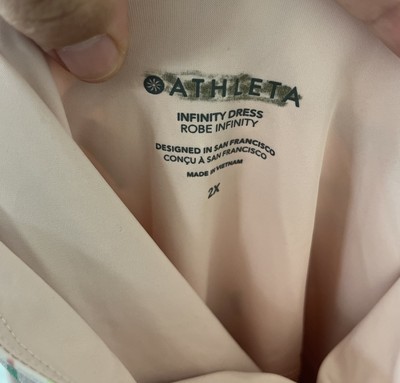 ATHLETA
INFINITY DRESS
ROBE INFINITY
DESIGNED IN SAN FRANCISCO
CONÇU À SAN FRANCISCO
MADE IN VIETNAM
2X